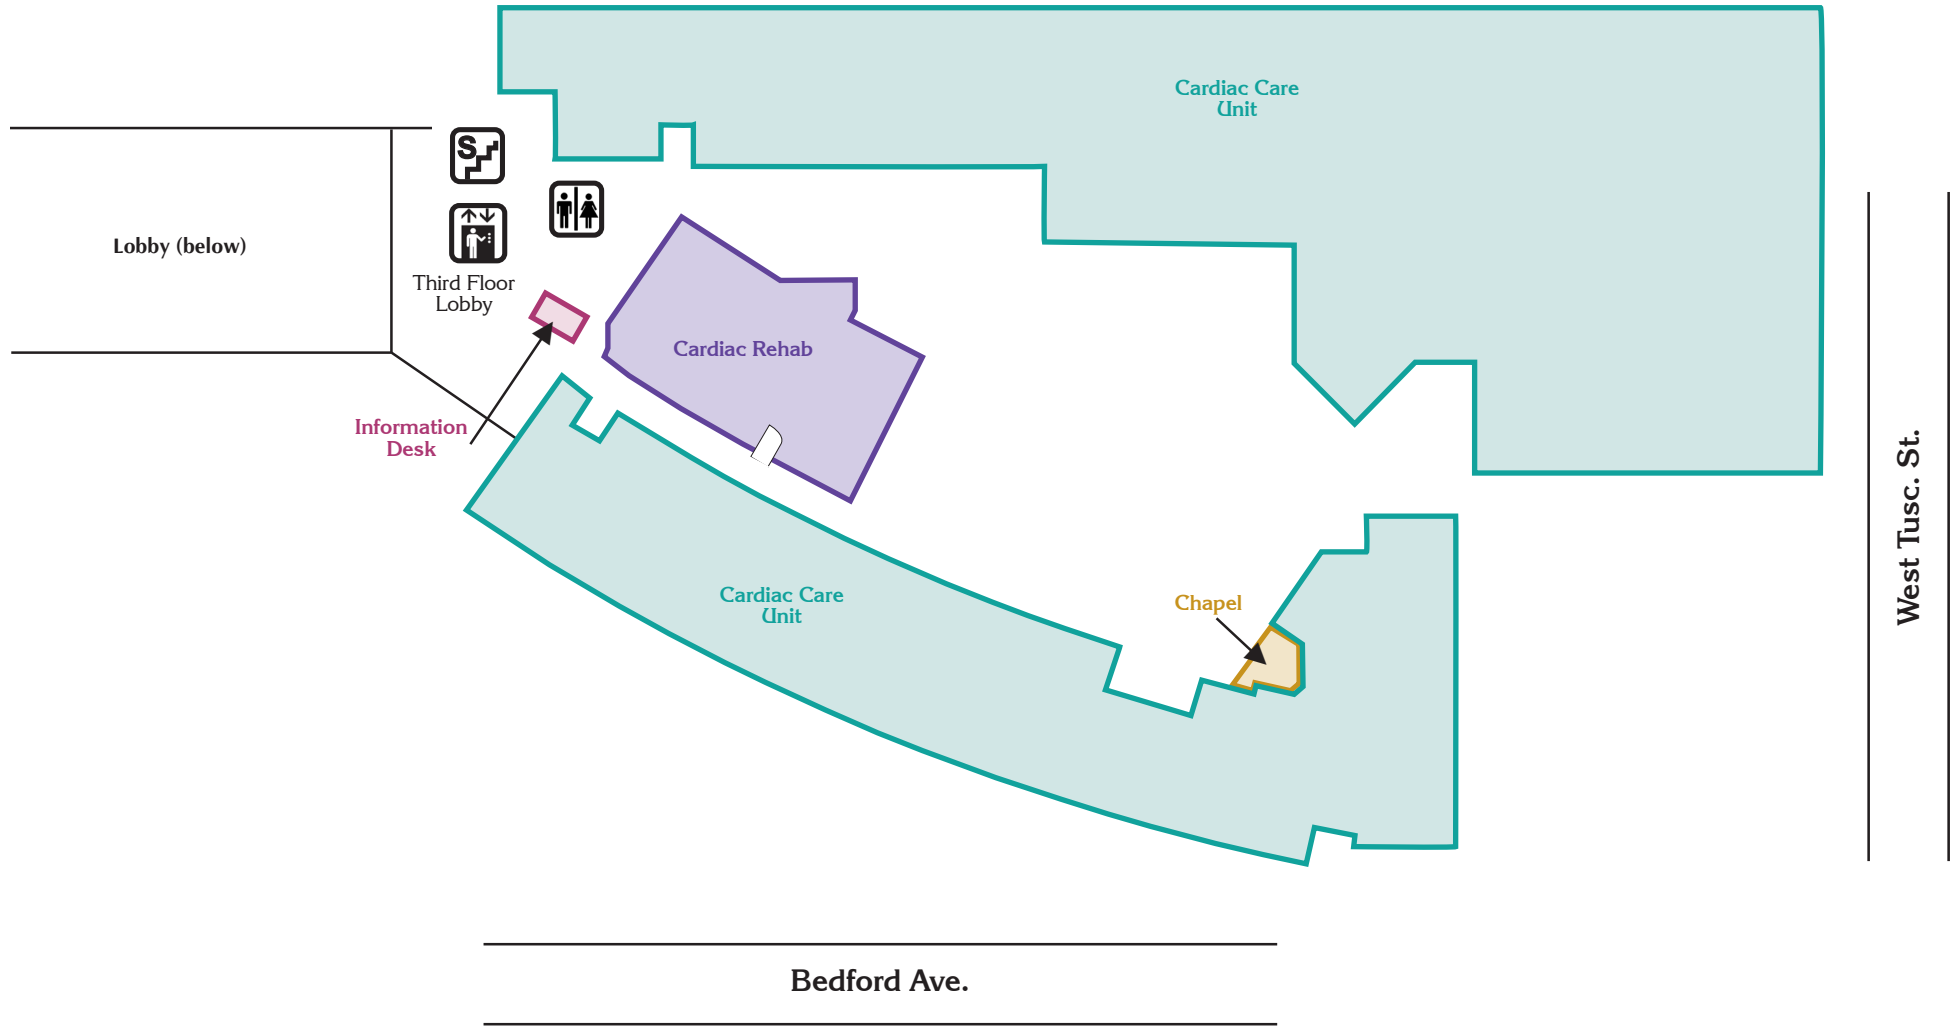 Cardiac Care
Unit
S
Lobby (below)
Third Floor
Lobby
Cardiac Rehab
Information
Desk
Cardiac Care
Unit
Chapel
West Tusc. St.
Bedford Ave.